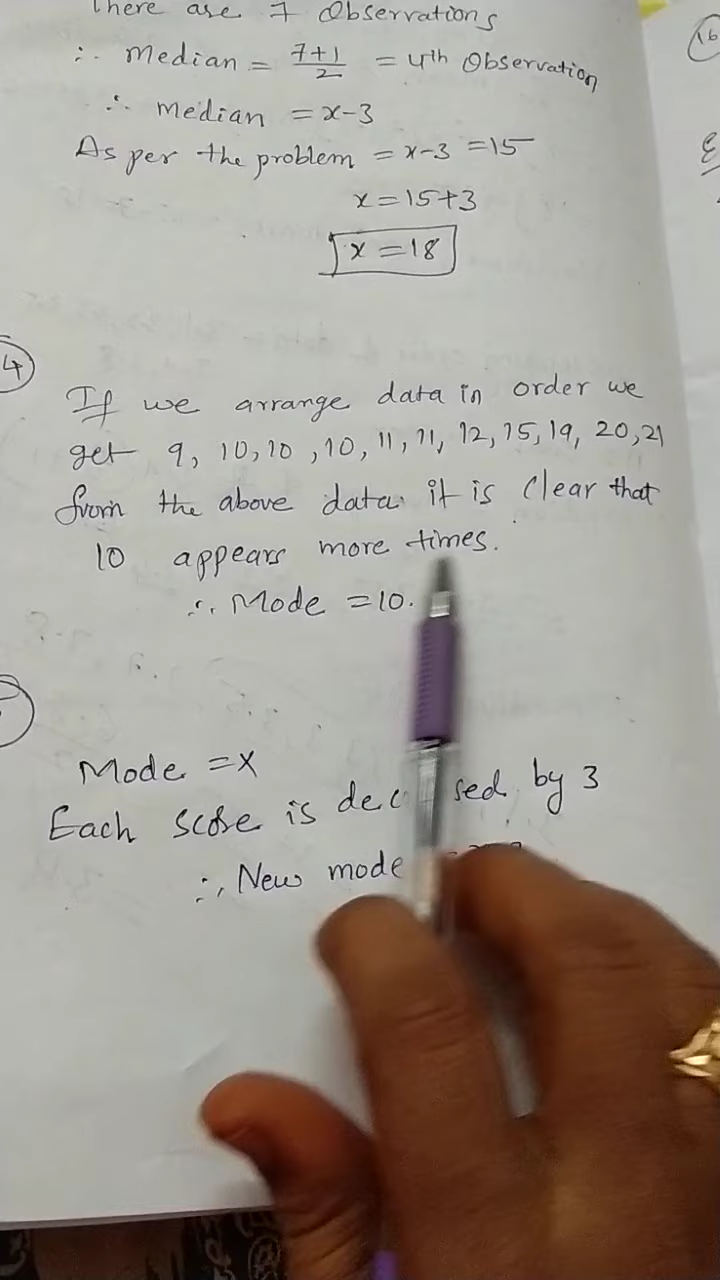 There are 7 Observations
∴ Median = 7+1/2 = 4th Observation
∴ median = x-3
As per the problem = x-3 = 15
x = 15+3
x = 18
4
If we arrange data in order we
get 9, 10, 10, 10, 11, 11, 12, 15, 19, 20, 21
from the above data it is clear that
10 appears more times.
∴ Mode = 10.
Mode = x
Each score is by 3
∴ New mode